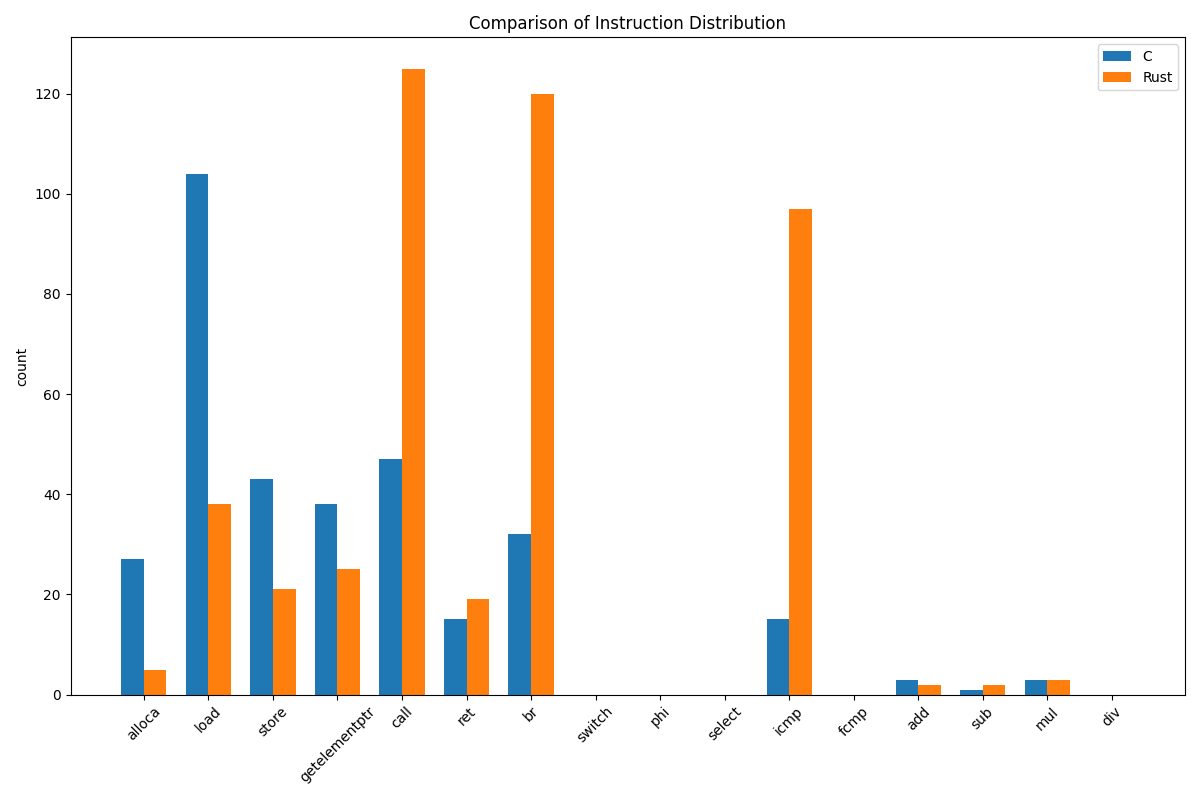 Comparison of Instruction Distribution
C
Rust
count
120
100
80
60
40
20
0
alloca
load
store
getelementptr
call
ret
br
switch
phi
select
icmp
fcmp
add
sub
mul
div